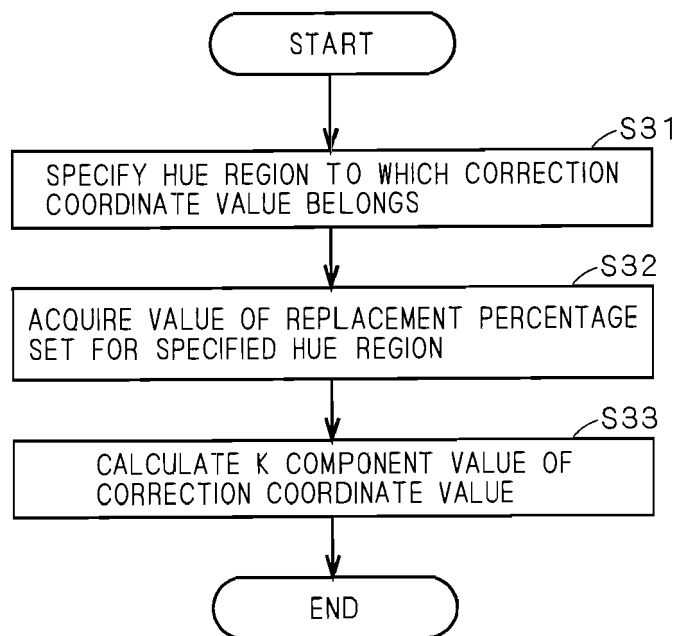 START
S31
SPECIFY HUE REGION TO WHICH CORRECTION
COORDINATE VALUE BELONGS
S32
ACQUIRE VALUE OF REPLACEMENT PERCENTAGE
SET FOR SPECIFIED HUE REGION
S33
CALCULATE K COMPONENT VALUE OF
CORRECTION COORDINATE VALUE
END